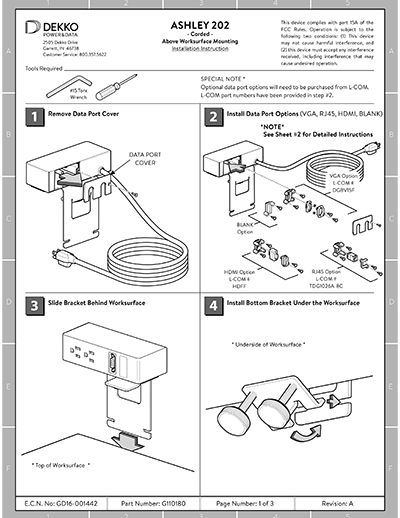 DEKKO
POWER&DATA
2505 Dekko Drive
Garrett, IN 46738
Customer Service: 800.357.5622
ASHLEY 202
- Corded -
Above Worksurface Mounting
Installation Instruction
This device complies with part 15A of the
FCC Rules. Operation is subject to the
following two conditions: (1) This device
may not cause harmful interference, and
(2) this device must accept any interference
received, including interference that may
cause undesired operation.
Tools Required
#15 Torx
Wrench
SPECIAL NOTE *
Optional data port options will need to be purchased from L-COM.
L-COM part numbers have been provided in step #2.
1 Remove Data Port Cover
DATA PORT
COVER
2 Install Data Port Options (VGA, RJ45, HDMI, BLANK)
*NOTE*
See Sheet #2 for Detailed Instructions
VGA Option
L-COM #
DGBV15F
BLANK
Option
HDMI Option
L-COM #
HDFF
RJ45 Option
L-COM #
TDG1026A-8C
3 Slide Bracket Behind Worksurface
* Top of Worksurface *
4 Install Bottom Bracket Under the Worksurface
* Underside of Worksurface *
E.C.N. No: GD16-001442
Part Number: G110180
Page Number: 1 of 3
Revision: A